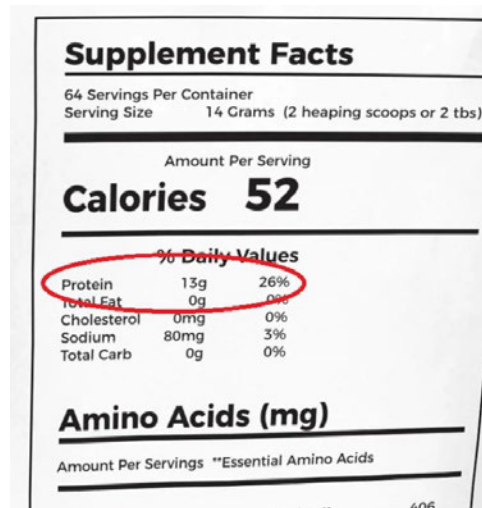 Supplement Facts
64 Servings Per Container
Serving Size 14 Grams (2 heaping scoops or 2 tbs)
Amount Per Serving
Calories 52
% Daily Values
Protein 13g 26%
Total Fat 0g 0%
Cholesterol 0mg 0%
Sodium 80mg 3%
Total Carb 0g 0%
Amino Acids (mg)
Amount Per Servings **Essential Amino Acids
406